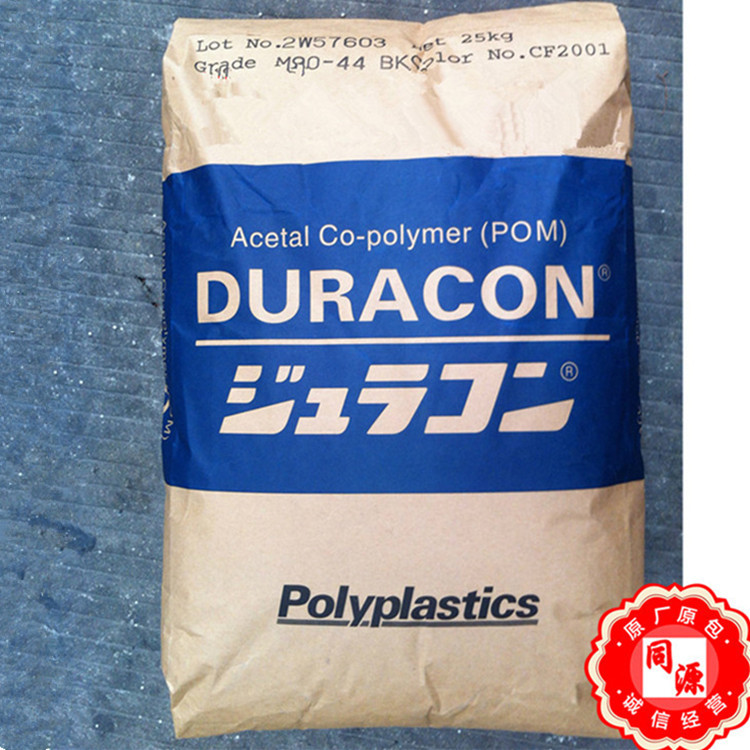 Lot No.2W57603 Net 25kg
Grade M90-44 BK Color No.CF2001
Acetal Co-polymer (POM)
DURACON®
ジュラコン®
Polyplastics
原厂原包
同源
诚信经营